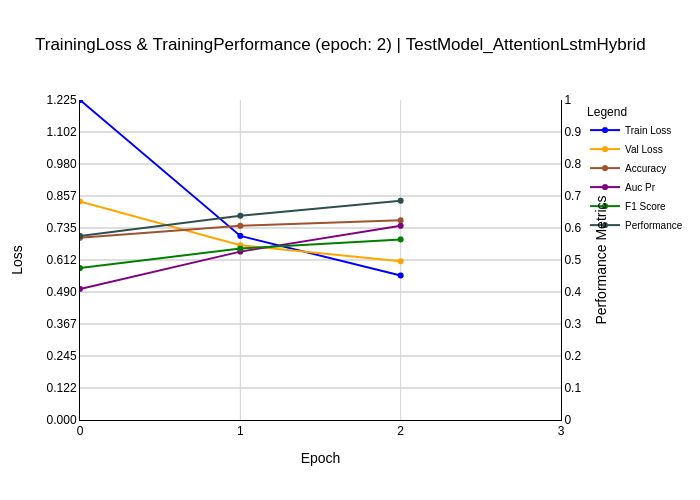 TrainingLoss & TrainingPerformance (epoch: 2) | TestModel_AttentionLstmHybrid
1.225
1.102
0.980
0.857
0.735
0.612
0.490
0.367
0.245
0.122
0.000
Loss
0
1
2
3
Epoch
1
0.9
0.8
0.7
0.6
0.5
0.4
0.3
0.2
0.1
0
Performance Metrics
Legend
Train Loss
Val Loss
Accuracy
Auc Pr
F1 Score
Performance